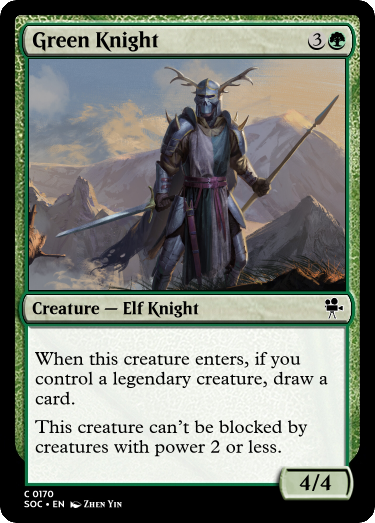 Green Knight 3
Creature — Elf Knight
When this creature enters, if you
control a legendary creature, draw a
card.
This creature can't be blocked by
creatures with power 2 or less.
4/4
C 0170
SOC • EN Zhen Yin